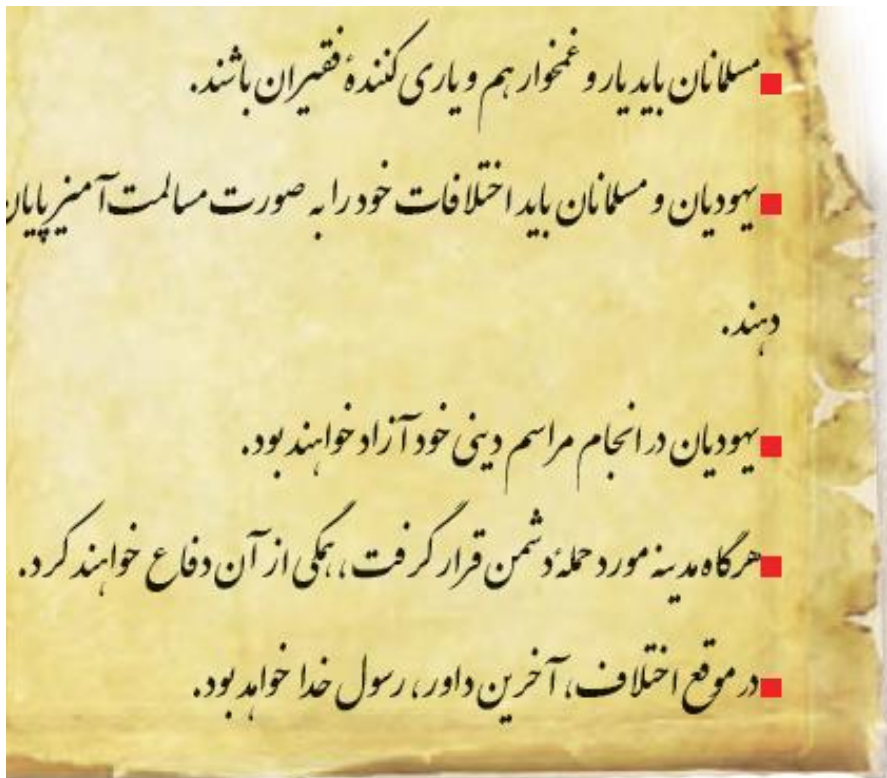 ■مسلمانان باید یار و غمخوار هم و یاری کنندهٔ فقیران باشند.
■یهودیان و مسلمانان باید اختلافات خود را به صورت مسالمت‌آمیز پایان
دهند.
■یهودیان در انجام مراسم دینی خود آزاد خواهند بود.
■هرگاه مدینه مورد حملهٔ دشمن قرار گرفت، همگی از آن دفاع خواهند کرد.
■در موقع اختلاف، آخرین داور، رسول خدا خواهد بود.